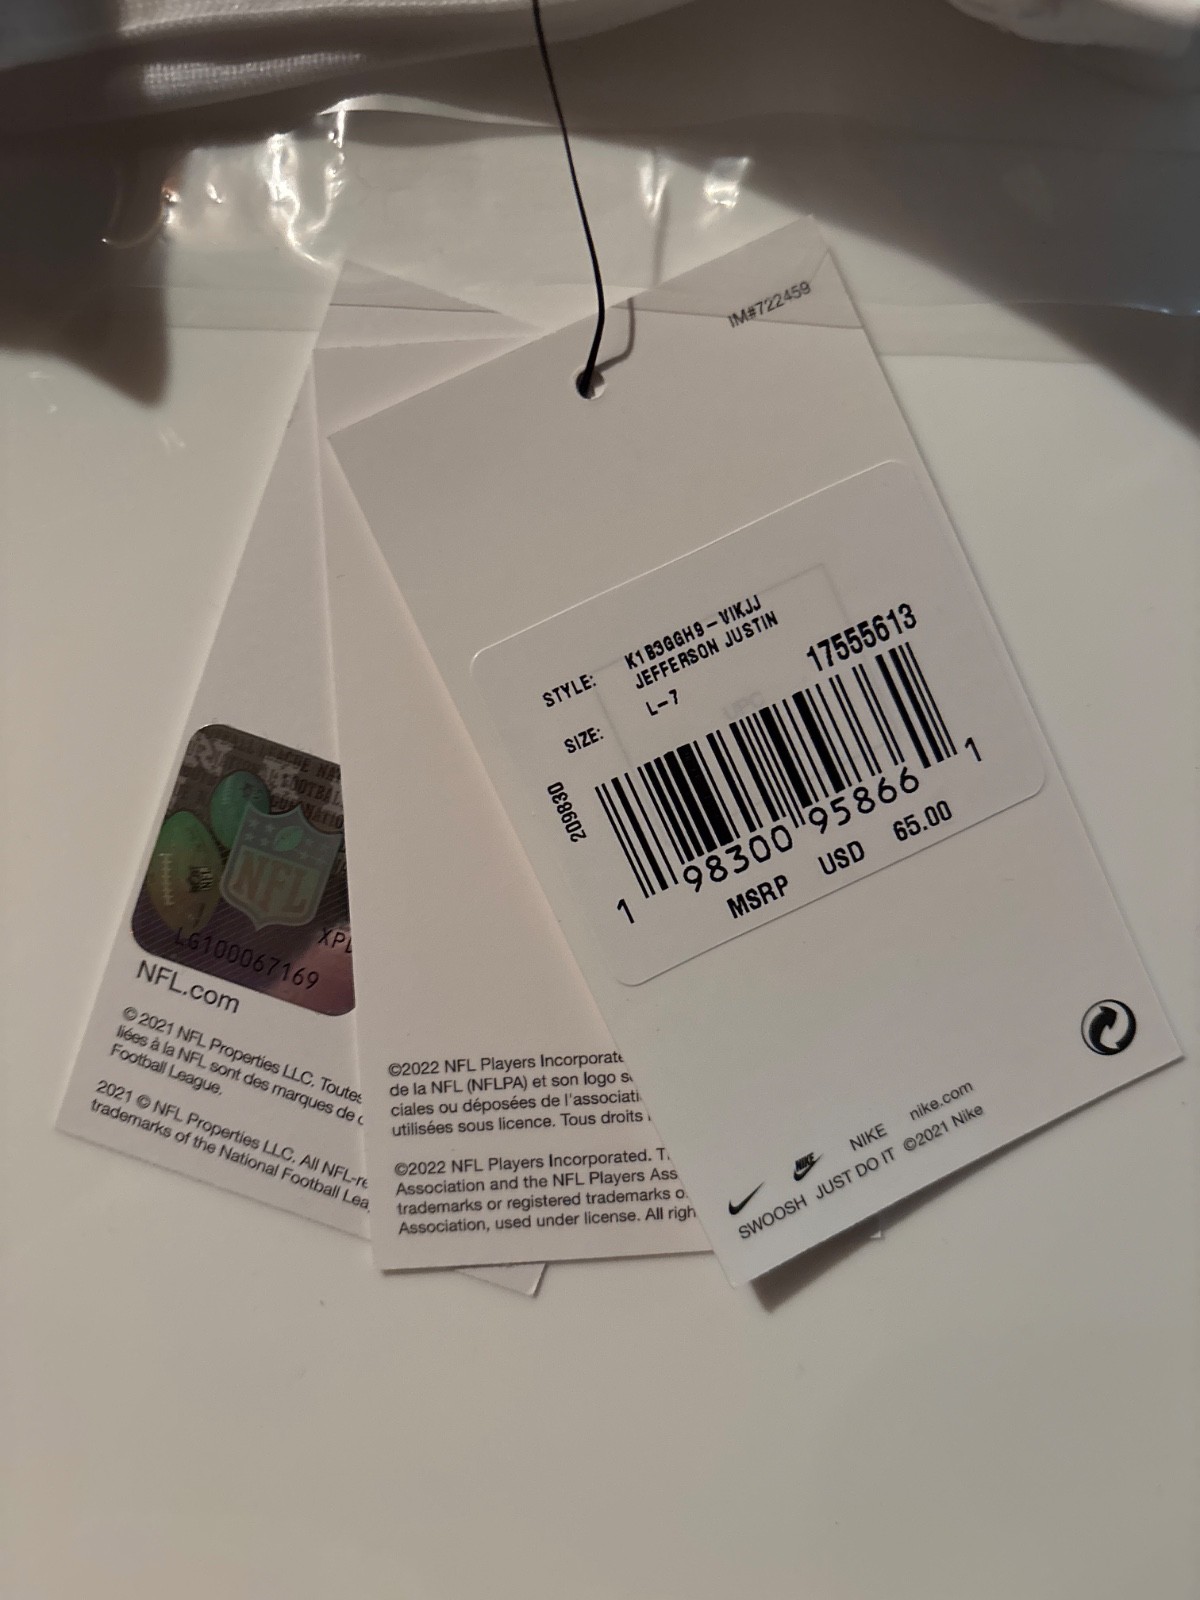 IM#722459
STYLE: K1B3GGH9-VIKJJ
JEFFERSON JUSTIN
SIZE: L-7
17555613
209830
1 98300 95866 1
MSRP USD 65.00
NIKE nike.com
SWOOSH JUST DO IT ©2021 Nike
NFL
LG100067169
NFL.com
© 2021 NFL Properties LLC, Toutes
liées à la NFL sont des marques de
Football League.
2021 © NFL Properties LLC, All NFL-re
trademarks of the National Football Lea
©2022 NFL Players Incorporate
de la NFL (NFLPA) et son logo s
ciales ou déposées de l'associati
utilisées sous licence. Tous droits
©2022 NFL Players Incorporated. T
Association and the NFL Players Ass
trademarks or registered trademarks o
Association, used under license. All righ